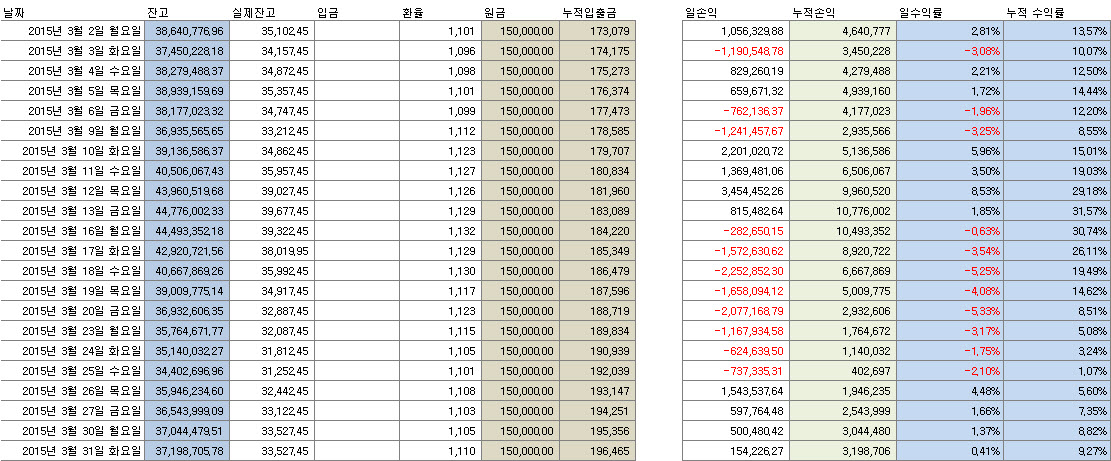 날짜 잔고 실제잔고 입금 환율 원금 누적입출금 일손익 누적손익 일수익률 누적 수익률
2015년 3월 2일 월요일 38,640,776,96 35,102,45 1,101 150,000,00 173,079 1,056,329,88 4,640,777 2,81% 13,57%
2015년 3월 3일 화요일 37,450,228,18 34,157,45 1,096 150,000,00 174,175 -1,190,548,78 3,450,228 -3,08% 10,07%
2015년 3월 4일 수요일 38,279,488,37 34,872,45 1,098 150,000,00 175,273 829,260,19 4,279,488 2,21% 12,50%
2015년 3월 5일 목요일 38,939,159,69 35,357,45 1,101 150,000,00 176,374 659,671,32 4,939,160 1,72% 14,44%
2015년 3월 6일 금요일 38,177,023,32 34,747,45 1,099 150,000,00 177,473 -762,136,37 4,177,023 -1,96% 12,20%
2015년 3월 9일 월요일 36,935,565,65 33,212,45 1,112 150,000,00 178,585 -1,241,457,67 2,935,566 -3,25% 8,55%
2015년 3월 10일 화요일 39,136,586,37 34,862,45 1,123 150,000,00 179,707 2,201,020,72 5,136,586 5,96% 15,01%
2015년 3월 11일 수요일 40,506,067,43 35,957,45 1,127 150,000,00 180,834 1,369,481,06 6,506,067 3,50% 19,03%
2015년 3월 12일 목요일 43,960,519,68 39,027,45 1,126 150,000,00 181,960 3,454,452,26 9,960,520 8,53% 29,18%
2015년 3월 13일 금요일 44,776,002,33 39,677,45 1,129 150,000,00 183,089 815,482,64 10,776,002 1,85% 31,57%
2015년 3월 16일 월요일 44,493,352,18 39,322,45 1,132 150,000,00 184,220 -282,650,15 10,493,352 -0,63% 30,74%
2015년 3월 17일 화요일 42,920,721,56 38,019,95 1,129 150,000,00 185,349 -1,572,630,62 8,920,722 -3,54% 26,11%
2015년 3월 18일 수요일 40,667,869,26 35,992,45 1,130 150,000,00 186,479 -2,252,852,30 6,667,869 -5,25% 19,49%
2015년 3월 19일 목요일 39,009,775,14 34,917,45 1,117 150,000,00 187,596 -1,658,094,12 5,009,775 -4,08% 14,62%
2015년 3월 20일 금요일 36,932,606,35 32,887,45 1,123 150,000,00 188,719 -2,077,168,79 2,932,606 -5,33% 8,51%
2015년 3월 23일 월요일 35,764,671,77 32,087,45 1,115 150,000,00 189,834 -1,167,934,58 1,764,672 -3,17% 5,08%
2015년 3월 24일 화요일 35,140,032,27 31,812,45 1,105 150,000,00 190,939 -624,639,50 1,140,032 -1,75% 3,24%
2015년 3월 25일 수요일 34,402,696,96 31,252,45 1,101 150,000,00 192,039 -737,335,31 402,697 -2,10% 1,07%
2015년 3월 26일 목요일 35,946,234,60 32,442,45 1,108 150,000,00 193,147 1,543,537,64 1,946,235 4,48% 5,60%
2015년 3월 27일 금요일 36,543,999,09 33,122,45 1,103 150,000,00 194,251 597,764,48 2,543,999 1,66% 7,35%
2015년 3월 30일 월요일 37,044,479,51 33,527,45 1,105 150,000,00 195,356 500,480,42 3,044,480 1,37% 8,82%
2015년 3월 31일 화요일 37,198,705,78 33,527,45 1,110 150,000,00 196,465 154,226,27 3,198,706 0,41% 9,27%